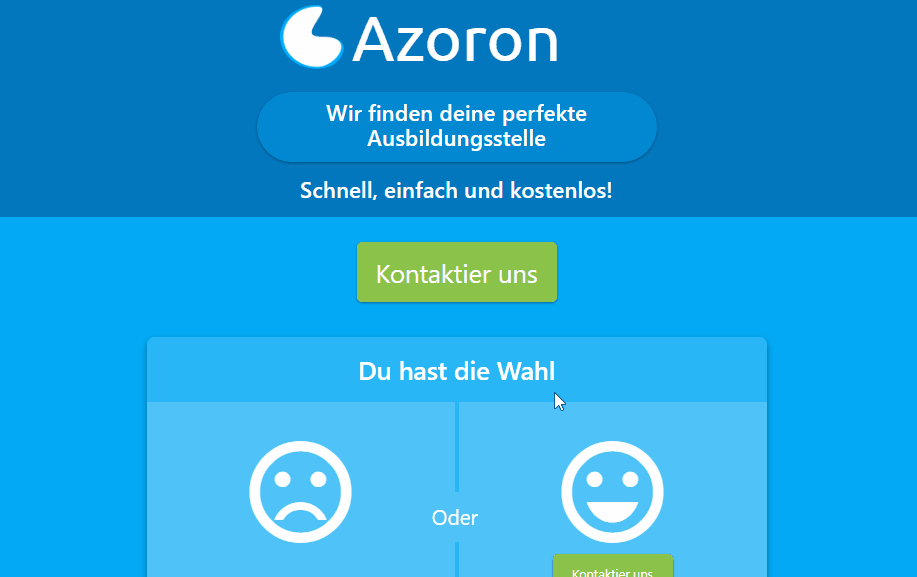 Azoron
Wir finden deine perfekte
Ausbildungsstelle
Schnell, einfach und kostenlos!
Kontaktier uns
Du hast die Wahl
Oder
Kontaktier uns